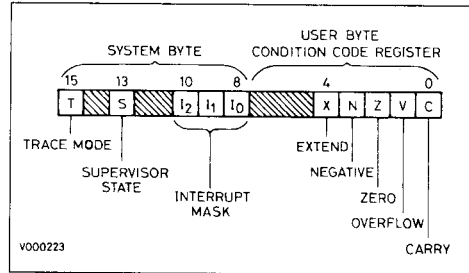 USER BYTE
SYSTEM BYTE CONDITION CODE REGISTER
15 13 10 8 4 0
T S I2 I1 I0 X N Z V C
TRACE MODE EXTEND
SUPERVISOR STATE NEGATIVE
INTERRUPT MASK
ZERO
OVERFLOW
V000223
CARRY